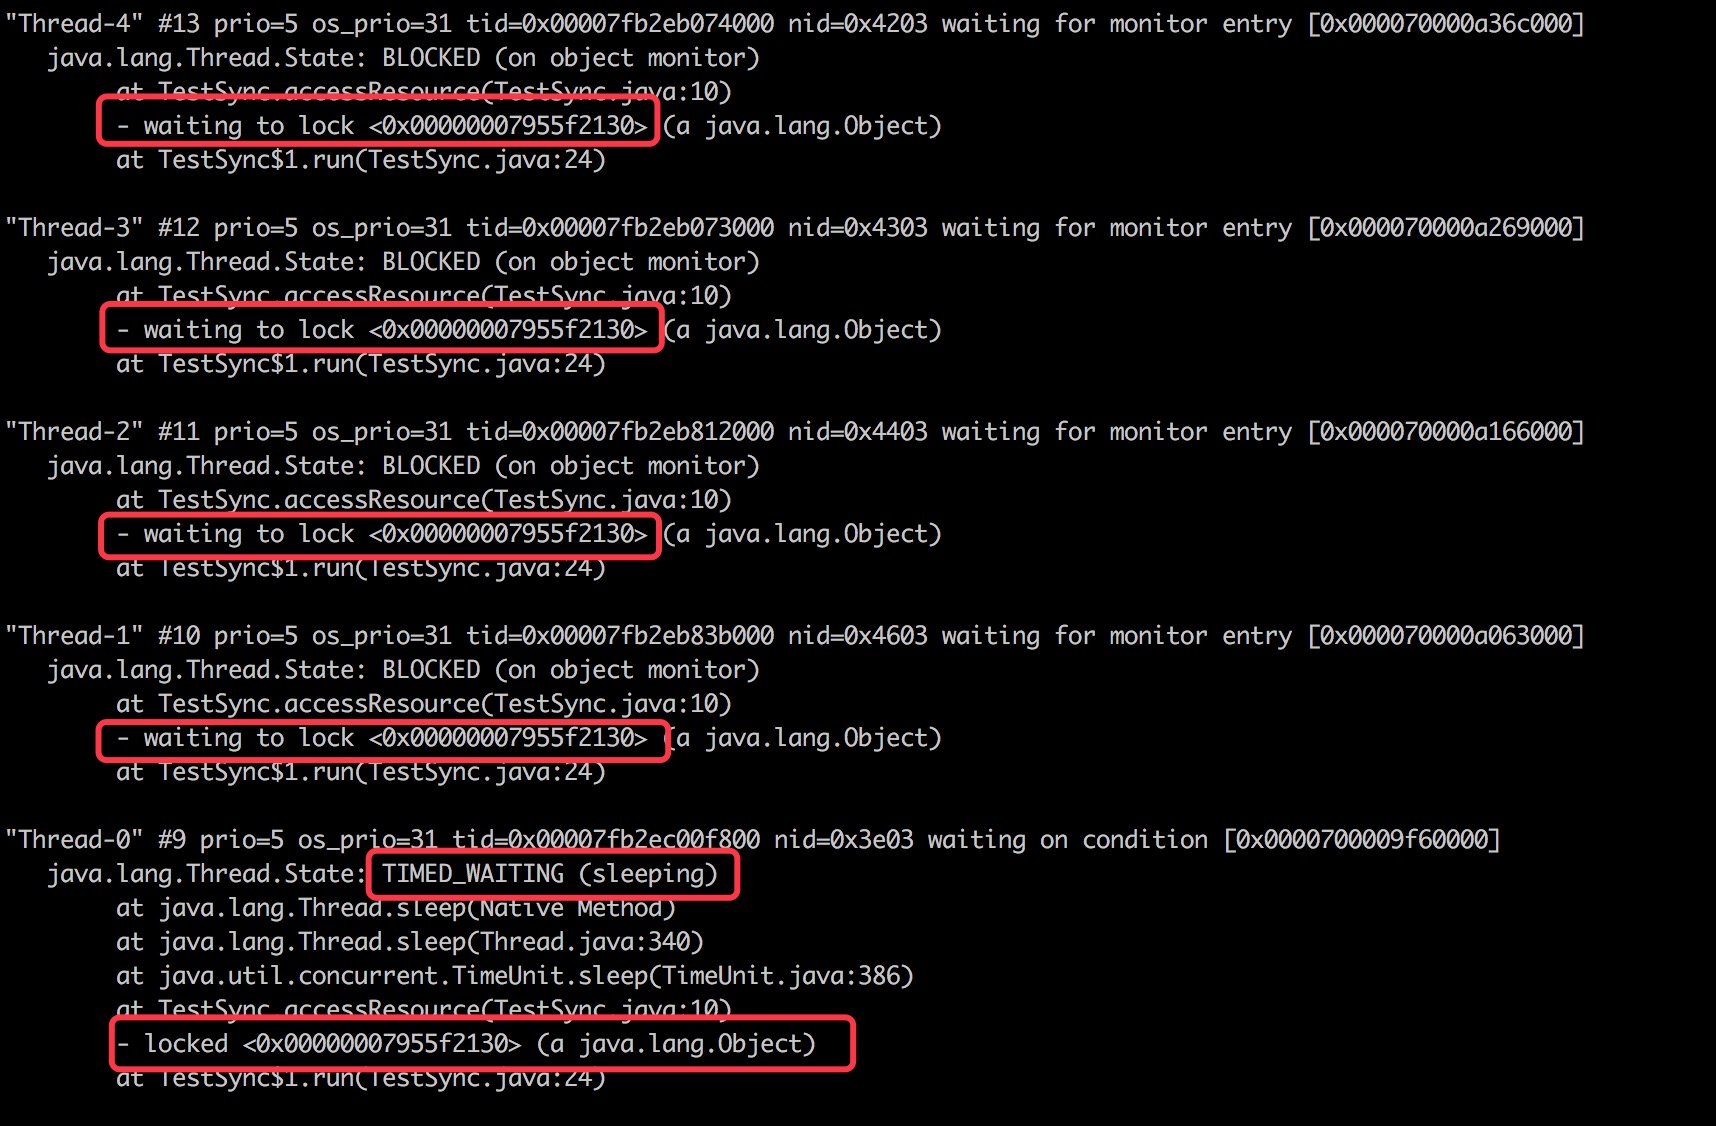 "Thread-4" #13 prio=5 os_prio=31 tid=0x00007fb2eb074000 nid=0x4203 waiting for monitor entry [0x000070000a36c000]
java.lang.Thread.State: BLOCKED (on object monitor)
at TestSync.accessResource(TestSync.java:10)
- waiting to lock <0x00000007955f2130> (a java.lang.Object)
at TestSync$1.run(TestSync.java:24)
"Thread-3" #12 prio=5 os_prio=31 tid=0x00007fb2eb073000 nid=0x4303 waiting for monitor entry [0x000070000a269000]
java.lang.Thread.State: BLOCKED (on object monitor)
at TestSync.accessResource(TestSync.java:10)
- waiting to lock <0x00000007955f2130> (a java.lang.Object)
at TestSync$1.run(TestSync.java:24)
"Thread-2" #11 prio=5 os_prio=31 tid=0x00007fb2eb812000 nid=0x4403 waiting for monitor entry [0x000070000a166000]
java.lang.Thread.State: BLOCKED (on object monitor)
at TestSync.accessResource(TestSync.java:10)
- waiting to lock <0x00000007955f2130> (a java.lang.Object)
at TestSync$1.run(TestSync.java:24)
"Thread-1" #10 prio=5 os_prio=31 tid=0x00007fb2eb83b000 nid=0x4603 waiting for monitor entry [0x000070000a063000]
java.lang.Thread.State: BLOCKED (on object monitor)
at TestSync.accessResource(TestSync.java:10)
- waiting to lock <0x00000007955f2130> (a java.lang.Object)
at TestSync$1.run(TestSync.java:24)
"Thread-0" #9 prio=5 os_prio=31 tid=0x00007fb2ec00f800 nid=0x3e03 waiting on condition [0x0000700009f60000]
java.lang.Thread.State: TIMED_WAITING (sleeping)
at java.lang.Thread.sleep(Native Method)
at java.lang.Thread.sleep(Thread.java:340)
at java.util.concurrent.TimeUnit.sleep(TimeUnit.java:386)
at TestSync.accessResource(TestSync.java:10)
- locked <0x00000007955f2130> (a java.lang.Object)
at TestSync$1.run(TestSync.java:24)